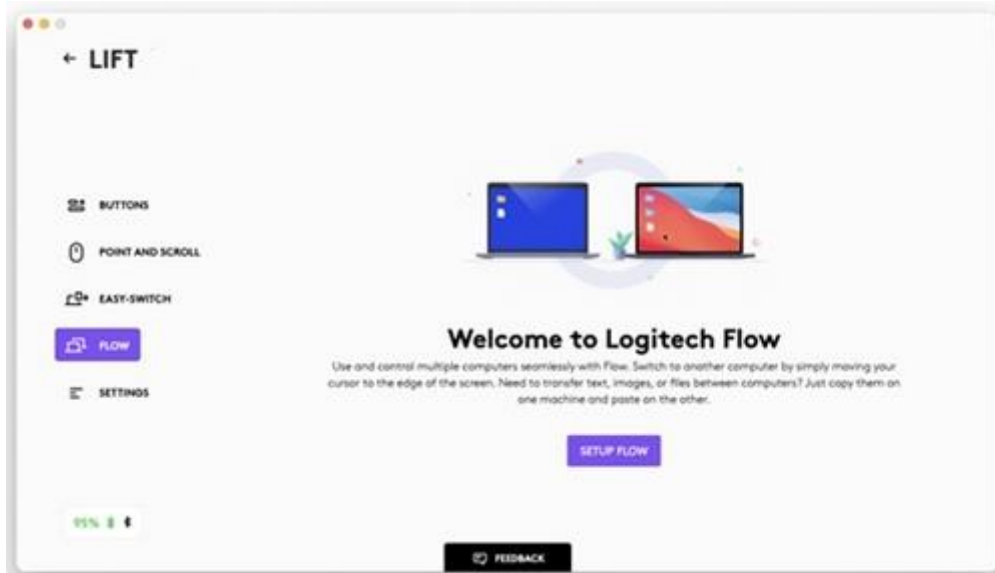 ← LIFT
BUTTONS
POINT AND SCROLL
EASY-SWITCH
FLOW
SETTINGS
Welcome to Logitech Flow
Use and control multiple computers seamlessly with Flow. Switch to another computer by simply moving your
cursor to the edge of the screen. Need to transfer text, images, or files between computers? Just copy them on
one machine and paste on the other.
SETUP FLOW
95%
FEEDBACK